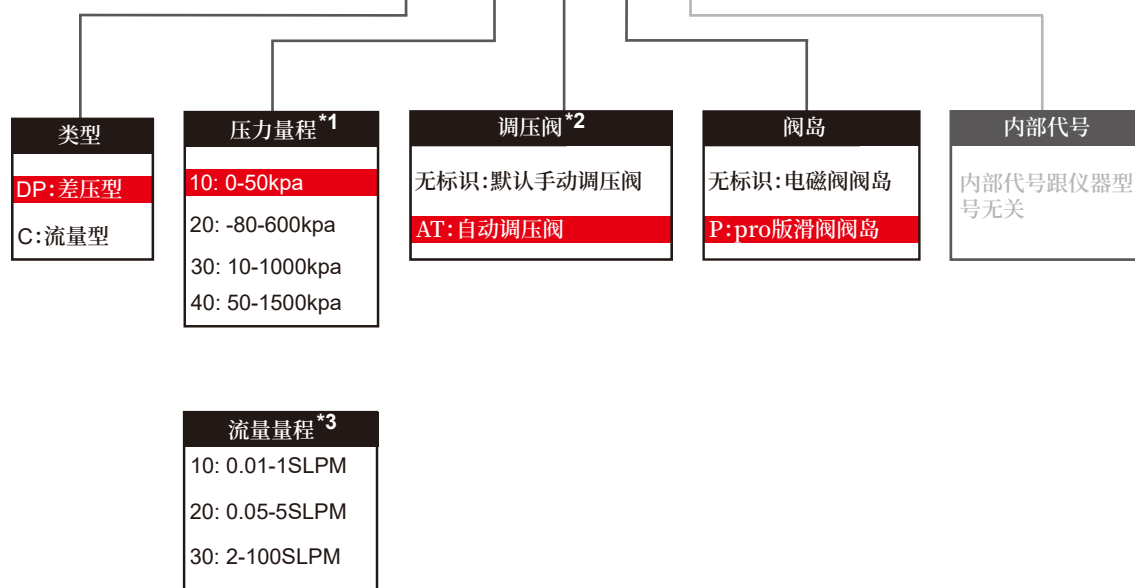 类型
DP:差压型
C:流量型
压力量程*1
10: 0-50kpa
20: -80-600kpa
30: 10-1000kpa
40: 50-1500kpa
调压阀*2
无标识:默认手动调压阀
AT:自动调压阀
阀岛
无标识:电磁阀阀岛
P:pro版滑阀阀岛
内部代号
内部代号跟仪器型
号无关
流量量程*3
10: 0.01-1SLPM
20: 0.05-5SLPM
30: 2-100SLPM